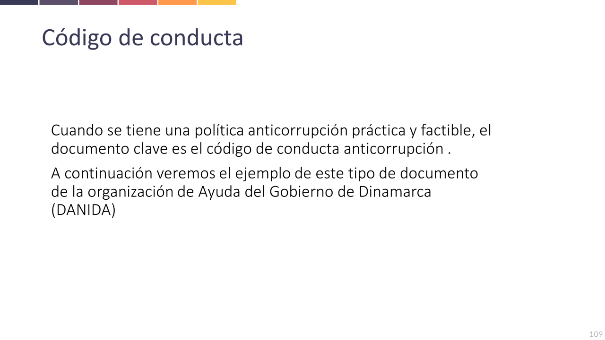 Código de conducta
Cuando se tiene una política anticorrupción práctica y factible, el
documento clave es el código de conducta anticorrupción .
A continuación veremos el ejemplo de este tipo de documento
de la organización de Ayuda del Gobierno de Dinamarca
(DANIDA)
109